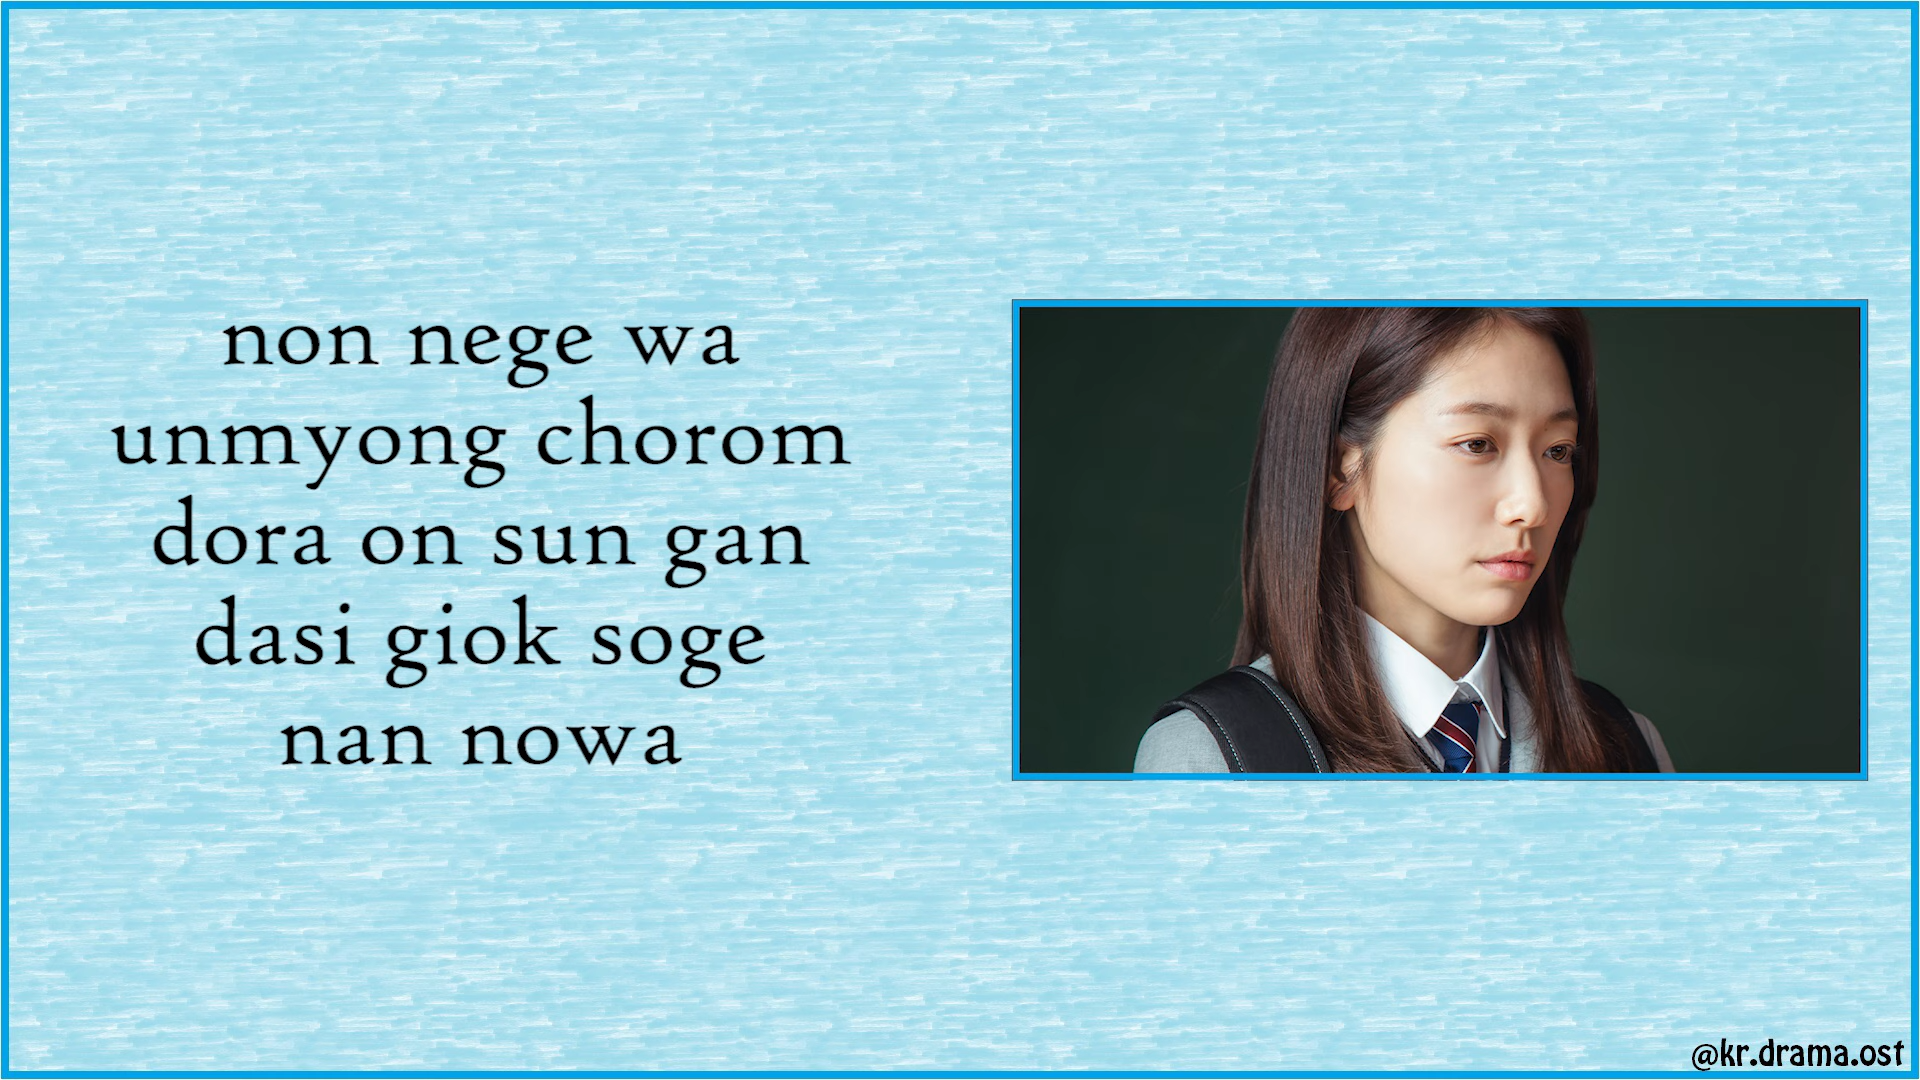 non nege wa
unmyong chorom
dora on sun gan
dasi giok soge
nan nowa
@kr.drama.ost